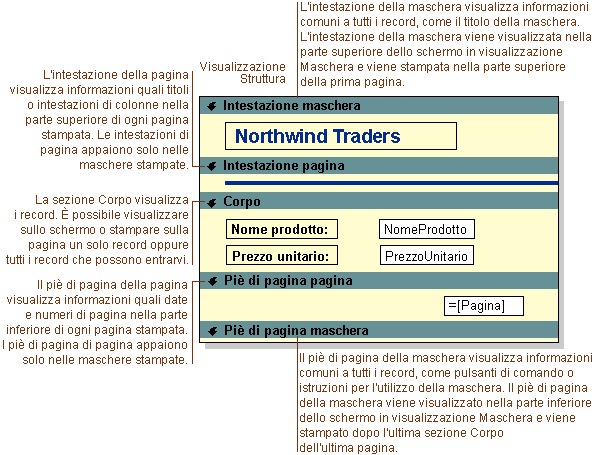 L'intestazione della maschera visualizza informazioni
comuni a tutti i record, come il titolo della maschera.
L'intestazione della maschera viene visualizzata nella
parte superiore dello schermo in visualizzazione
Maschera e viene stampata nella parte superiore
della prima pagina.
Visualizzazione
Struttura
L'intestazione della pagina
visualizza informazioni quali titoli
o intestazioni di colonne nella
parte superiore di ogni pagina
stampata. Le intestazioni di
pagina appaiono solo nelle
maschere stampate.
Intestazione maschera
Northwind Traders
Intestazione pagina
La sezione Corpo visualizza
i record. È possibile visualizzare
sullo schermo o stampare sulla
pagina un solo record oppure
tutti i record che possono entrarvi.
Corpo
Nome prodotto:
NomeProdotto
Prezzo unitario:
PrezzoUnitario
Il piè di pagina della pagina
visualizza informazioni quali date
e numeri di pagina nella parte
inferiore di ogni pagina stampata.
I piè di pagina di pagina appaiono
solo nelle maschere stampate.
Piè di pagina pagina
=[Pagina]
Piè di pagina maschera
Il piè di pagina della maschera visualizza informazioni
comuni a tutti i record, come pulsanti di comando o
istruzioni per l'utilizzo della maschera. Il piè di pagina
della maschera viene visualizzato nella parte inferiore
dello schermo in visualizzazione Maschera e viene
stampato dopo l'ultima sezione Corpo
dell'ultima pagina.